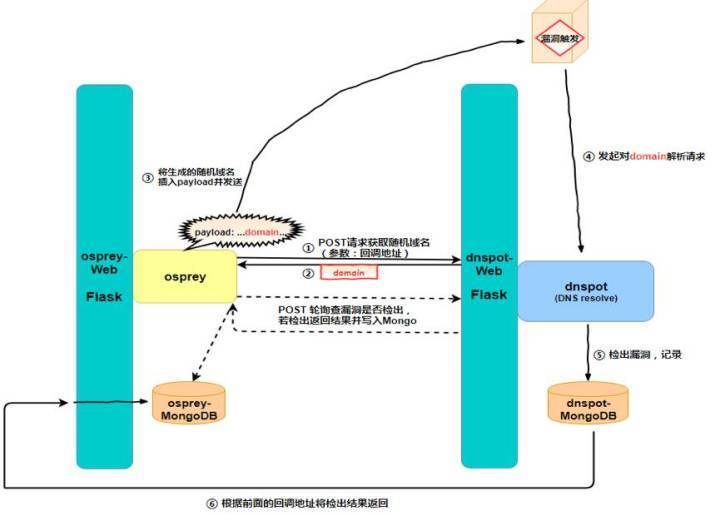 漏洞触发
④ 发起对domain解析请求
③ 将生成的随机域名
插入payload并发送
payload: ...domain...
① POST请求获取随机域名
（参数：回调地址）
② domain
osprey-
Web
Flask
osprey
dnspot-
Web
Flask
dnspot
(DNS resolve)
POST 轮询查漏洞是否检出，
若检出返回结果并写入Mongo
⑤ 检出漏洞，记录
osprey-
MongoDB
dnspot-
MongoDB
⑥ 根据前面的回调地址将检出结果返回